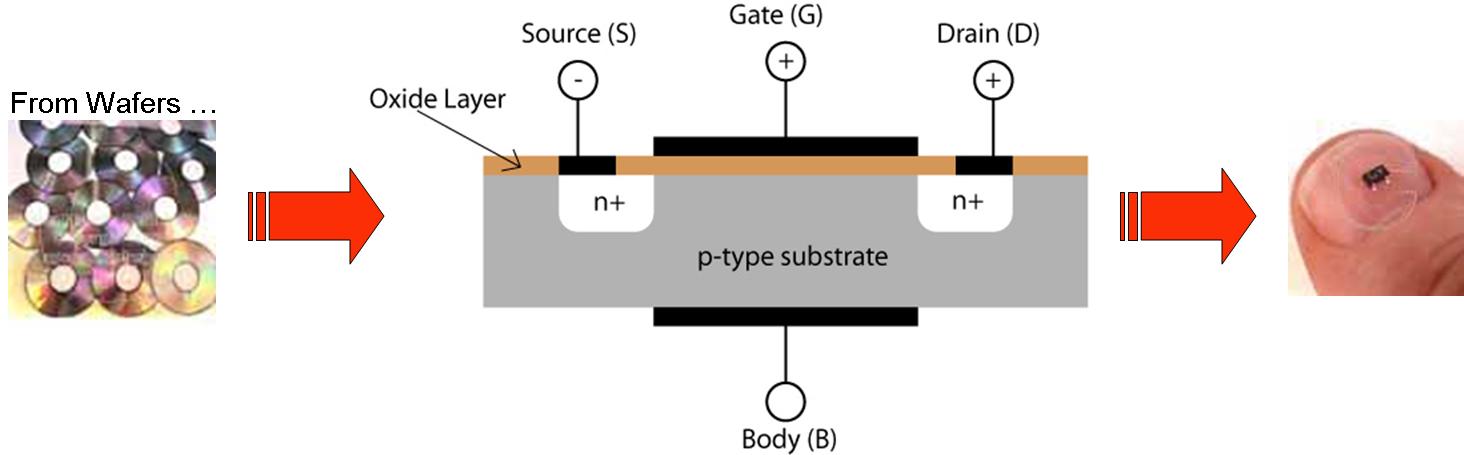 From Wafers ...
Oxide Layer
Source (S)
-
Gate (G)
+
Drain (D)
+
n+
n+
p-type substrate
Body (B)